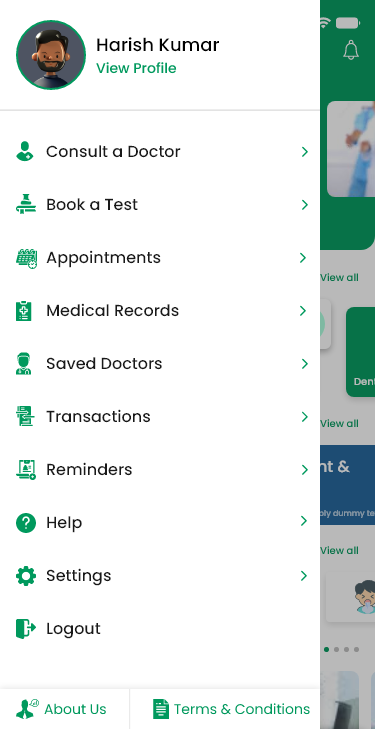 Harish Kumar
View Profile
Consult a Doctor
Book a Test
Appointments
View all
Medical Records
Saved Doctors
Dent
Transactions
View all
Reminders
nt &
ply dummy te
Help
View all
Settings
Logout
About Us
Terms & Conditions